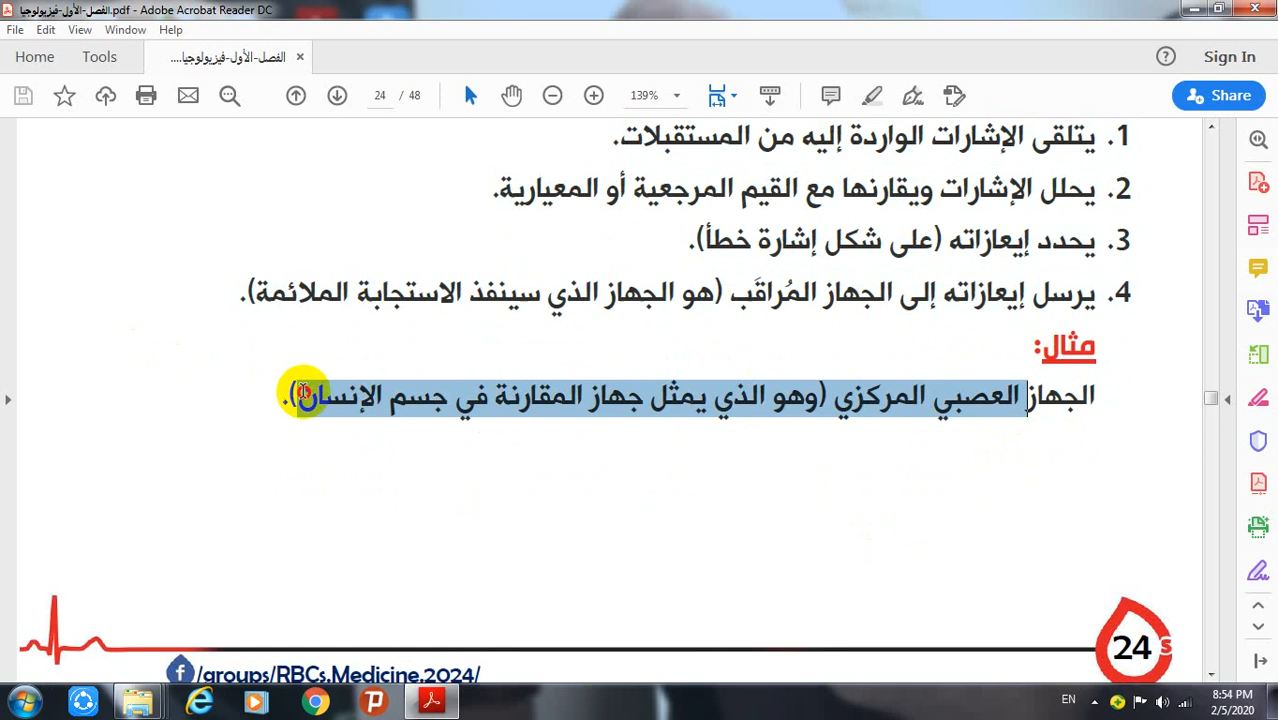 الفصل-الأول-فيزيولوجيا.pdf - Adobe Acrobat Reader DC
File Edit View Window Help
Home Tools الفصل-الأول-فيزيولوجيا.... × ? Sign In
24 / 48 139% Share
1. يتلقى الإشارات الواردة إليه من المستقبلات.
2. يحلل الإشارات ويقارنها مع القيم المرجعية أو المعيارية.
3. يحدد إيعازاته (على شكل إشارة خطأ).
4. يرسل إيعازاته إلى الجهاز المُراقَب (هو الجهاز الذي سينفذ الاستجابة الملائمة).
مثال:
الجهاز العصبي المركزي (وهو الذي يمثل جهاز المقارنة في جسم الإنسان).
24 s
f /groups/RBCs.Medicine.2024/
EN 8:54 PM
2/5/2020